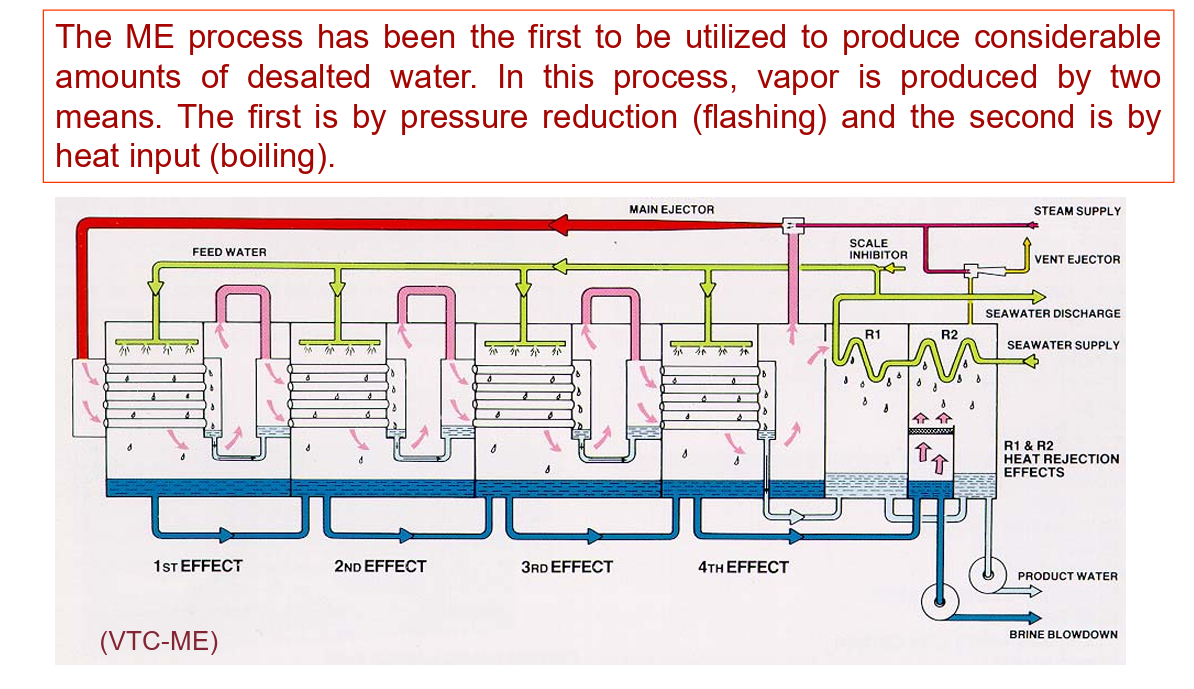 The ME process has been the first to be utilized to produce considerable
amounts of desalted water. In this process, vapor is produced by two
means. The first is by pressure reduction (flashing) and the second is by
heat input (boiling).
MAIN EJECTOR
STEAM SUPPLY
FEED WATER
SCALE
INHIBITOR
VENT EJECTOR
SEAWATER DISCHARGE
R1
R2
SEAWATER SUPPLY
R1 & R2
HEAT REJECTION
EFFECTS
1ST EFFECT
2ND EFFECT
3RD EFFECT
4TH EFFECT
PRODUCT WATER
BRINE BLOWDOWN
(VTC-ME)